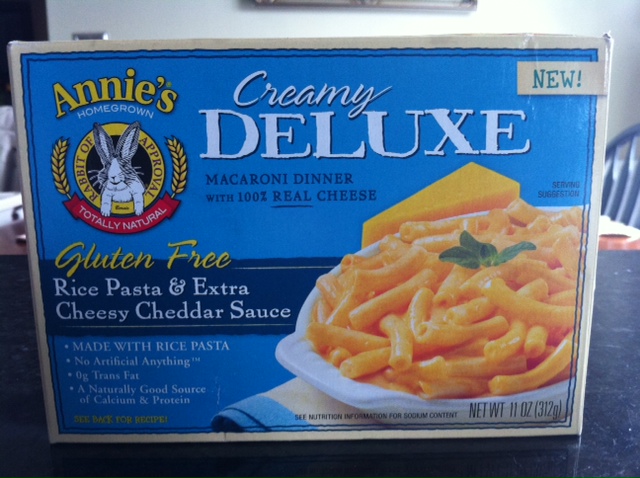 Annie's
HOMEGROWN
RABBIT OF APPROVAL
TOTALLY NATURAL
Creamy
DELUXE
MACARONI DINNER
WITH 100% REAL CHEESE
NEW!
SERVING
SUGGESTION
Gluten Free
Rice Pasta & Extra
Cheesy Cheddar Sauce
• MADE WITH RICE PASTA
• No Artificial Anything™
• 0g Trans Fat
• A Naturally Good Source
of Calcium & Protein
SEE BACK FOR RECIPE!
SEE NUTRITION INFORMATION FOR SODIUM CONTENT
NET WT 11 OZ (312g)